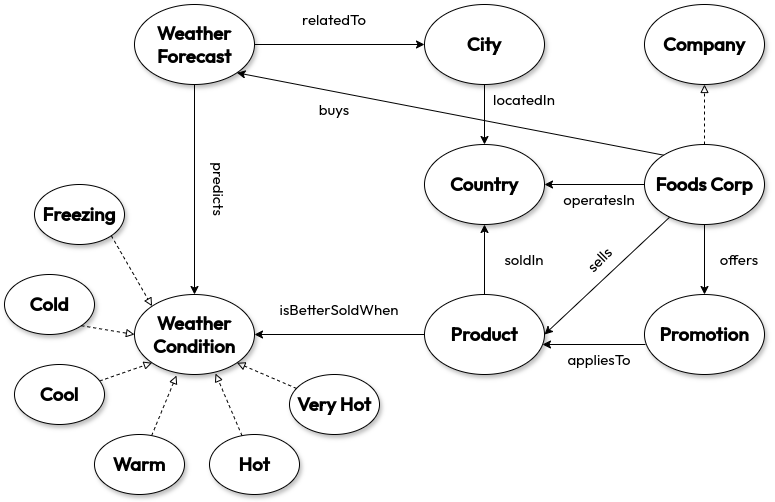 Weather
Forecast
relatedTo
City
Company
buys
locatedIn
predicts
Country
operatesIn
Foods Corp
Freezing
soldIn
sells
offers
Cold
Weather
Condition
isBetterSoldWhen
Product
appliesTo
Promotion
Cool
Very Hot
Warm
Hot